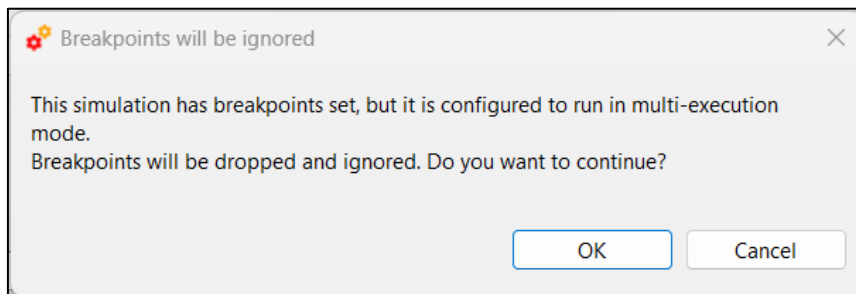 Breakpoints will be ignored
This simulation has breakpoints set, but it is configured to run in multi-execution
mode.
Breakpoints will be dropped and ignored. Do you want to continue?
OK
Cancel